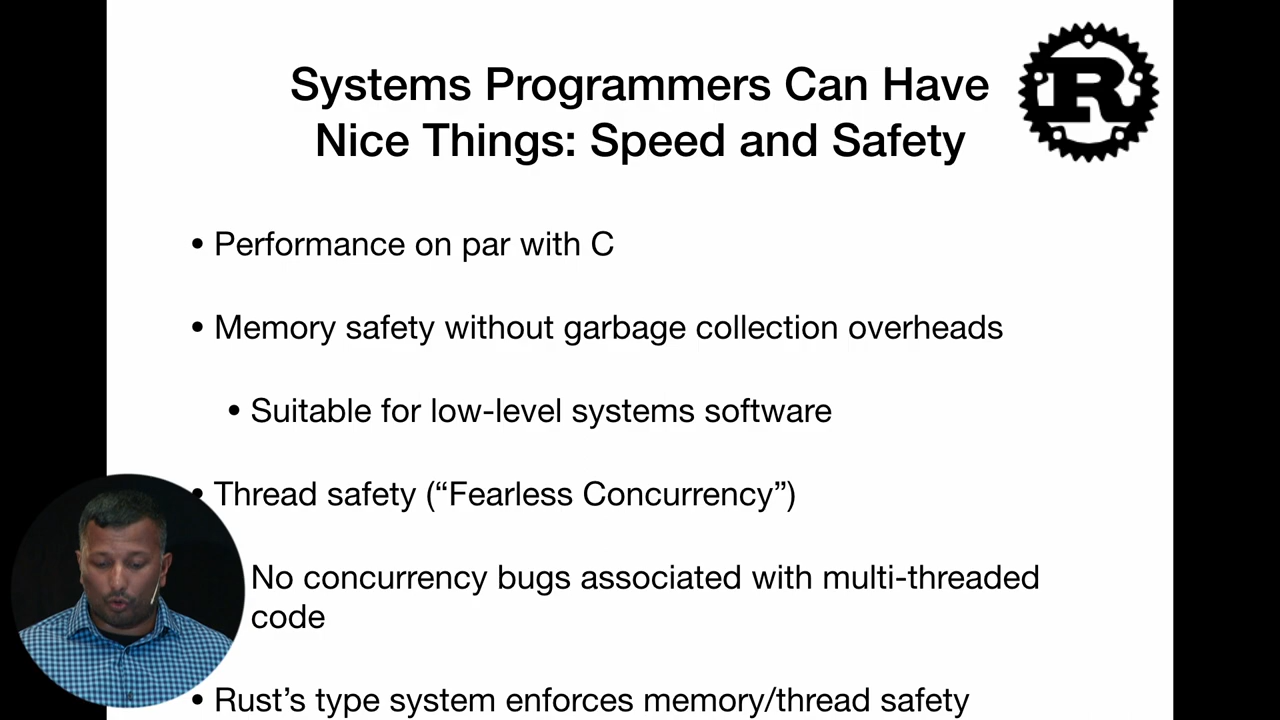 Systems Programmers Can Have
Nice Things: Speed and Safety
R
• Performance on par with C
• Memory safety without garbage collection overheads
• Suitable for low-level systems software
• Thread safety (“Fearless Concurrency”)
No concurrency bugs associated with multi-threaded
code
• Rust’s type system enforces memory/thread safety